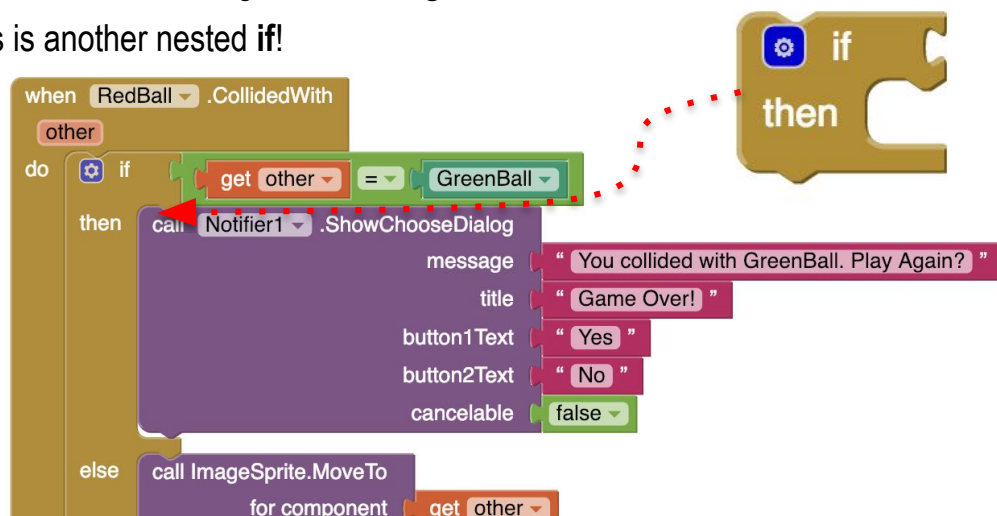 s is another nested if!
if
then
when RedBall .CollidedWith
other
do if get other = GreenBall
then call Notifier1 .ShowChooseDialog
message " You collided with GreenBall. Play Again? "
title " Game Over! "
button1Text " Yes "
button2Text " No "
cancelable false
else call ImageSprite.MoveTo
for component get other